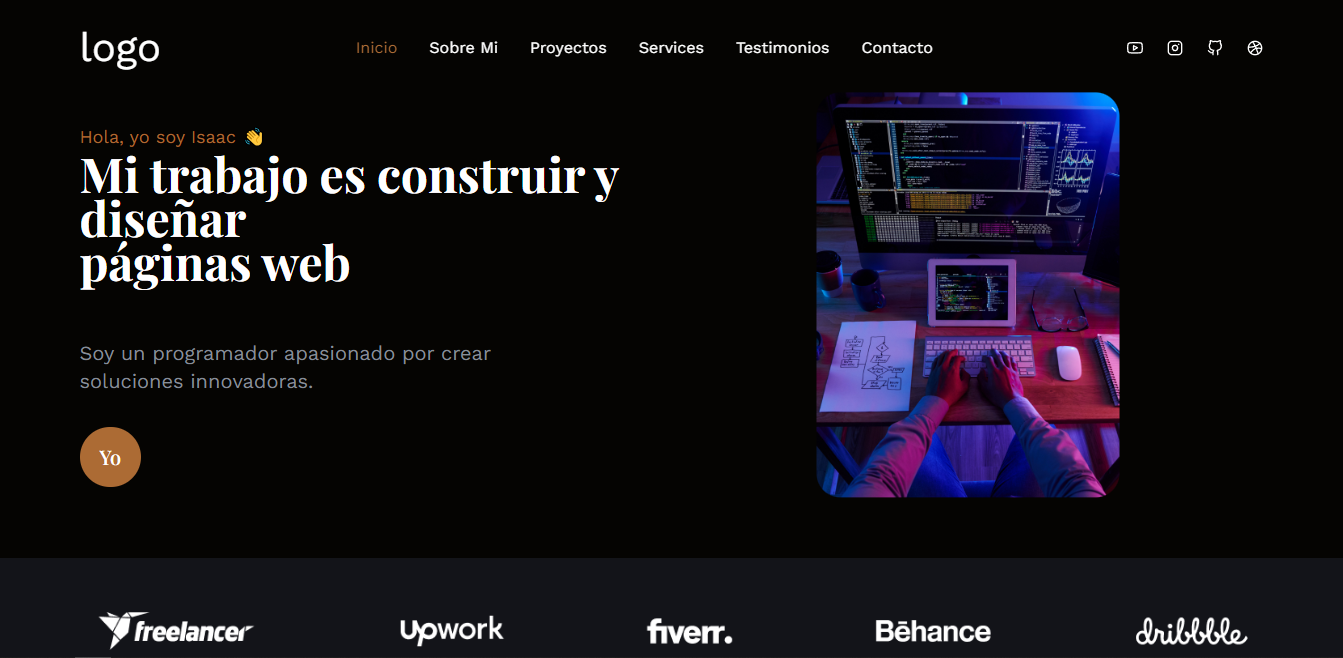 logo
Inicio Sobre Mi Proyectos Services Testimonios Contacto
Hola, yo soy Isaac 👋
Mi trabajo es construir y
diseñar
páginas web
Soy un programador apasionado por crear
soluciones innovadoras.
Yo
freelancer Upwork fiverr. Bēhance dribbble